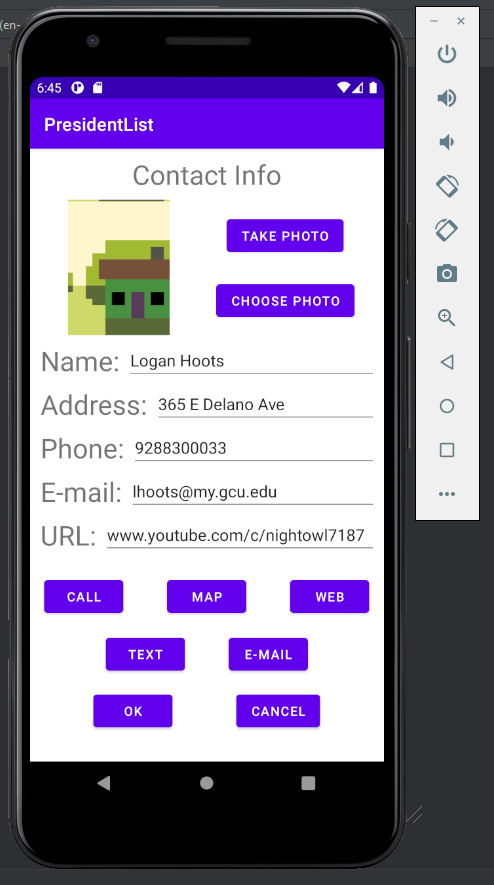 (en-
6:45
PresidentList
Contact Info
TAKE PHOTO
CHOOSE PHOTO
Name: Logan Hoots
Address: 365 E Delano Ave
Phone: 9288300033
E-mail: lhoots@my.gcu.edu
URL: www.youtube.com/c/nightowl7187
CALL MAP WEB
TEXT E-MAIL
OK CANCEL